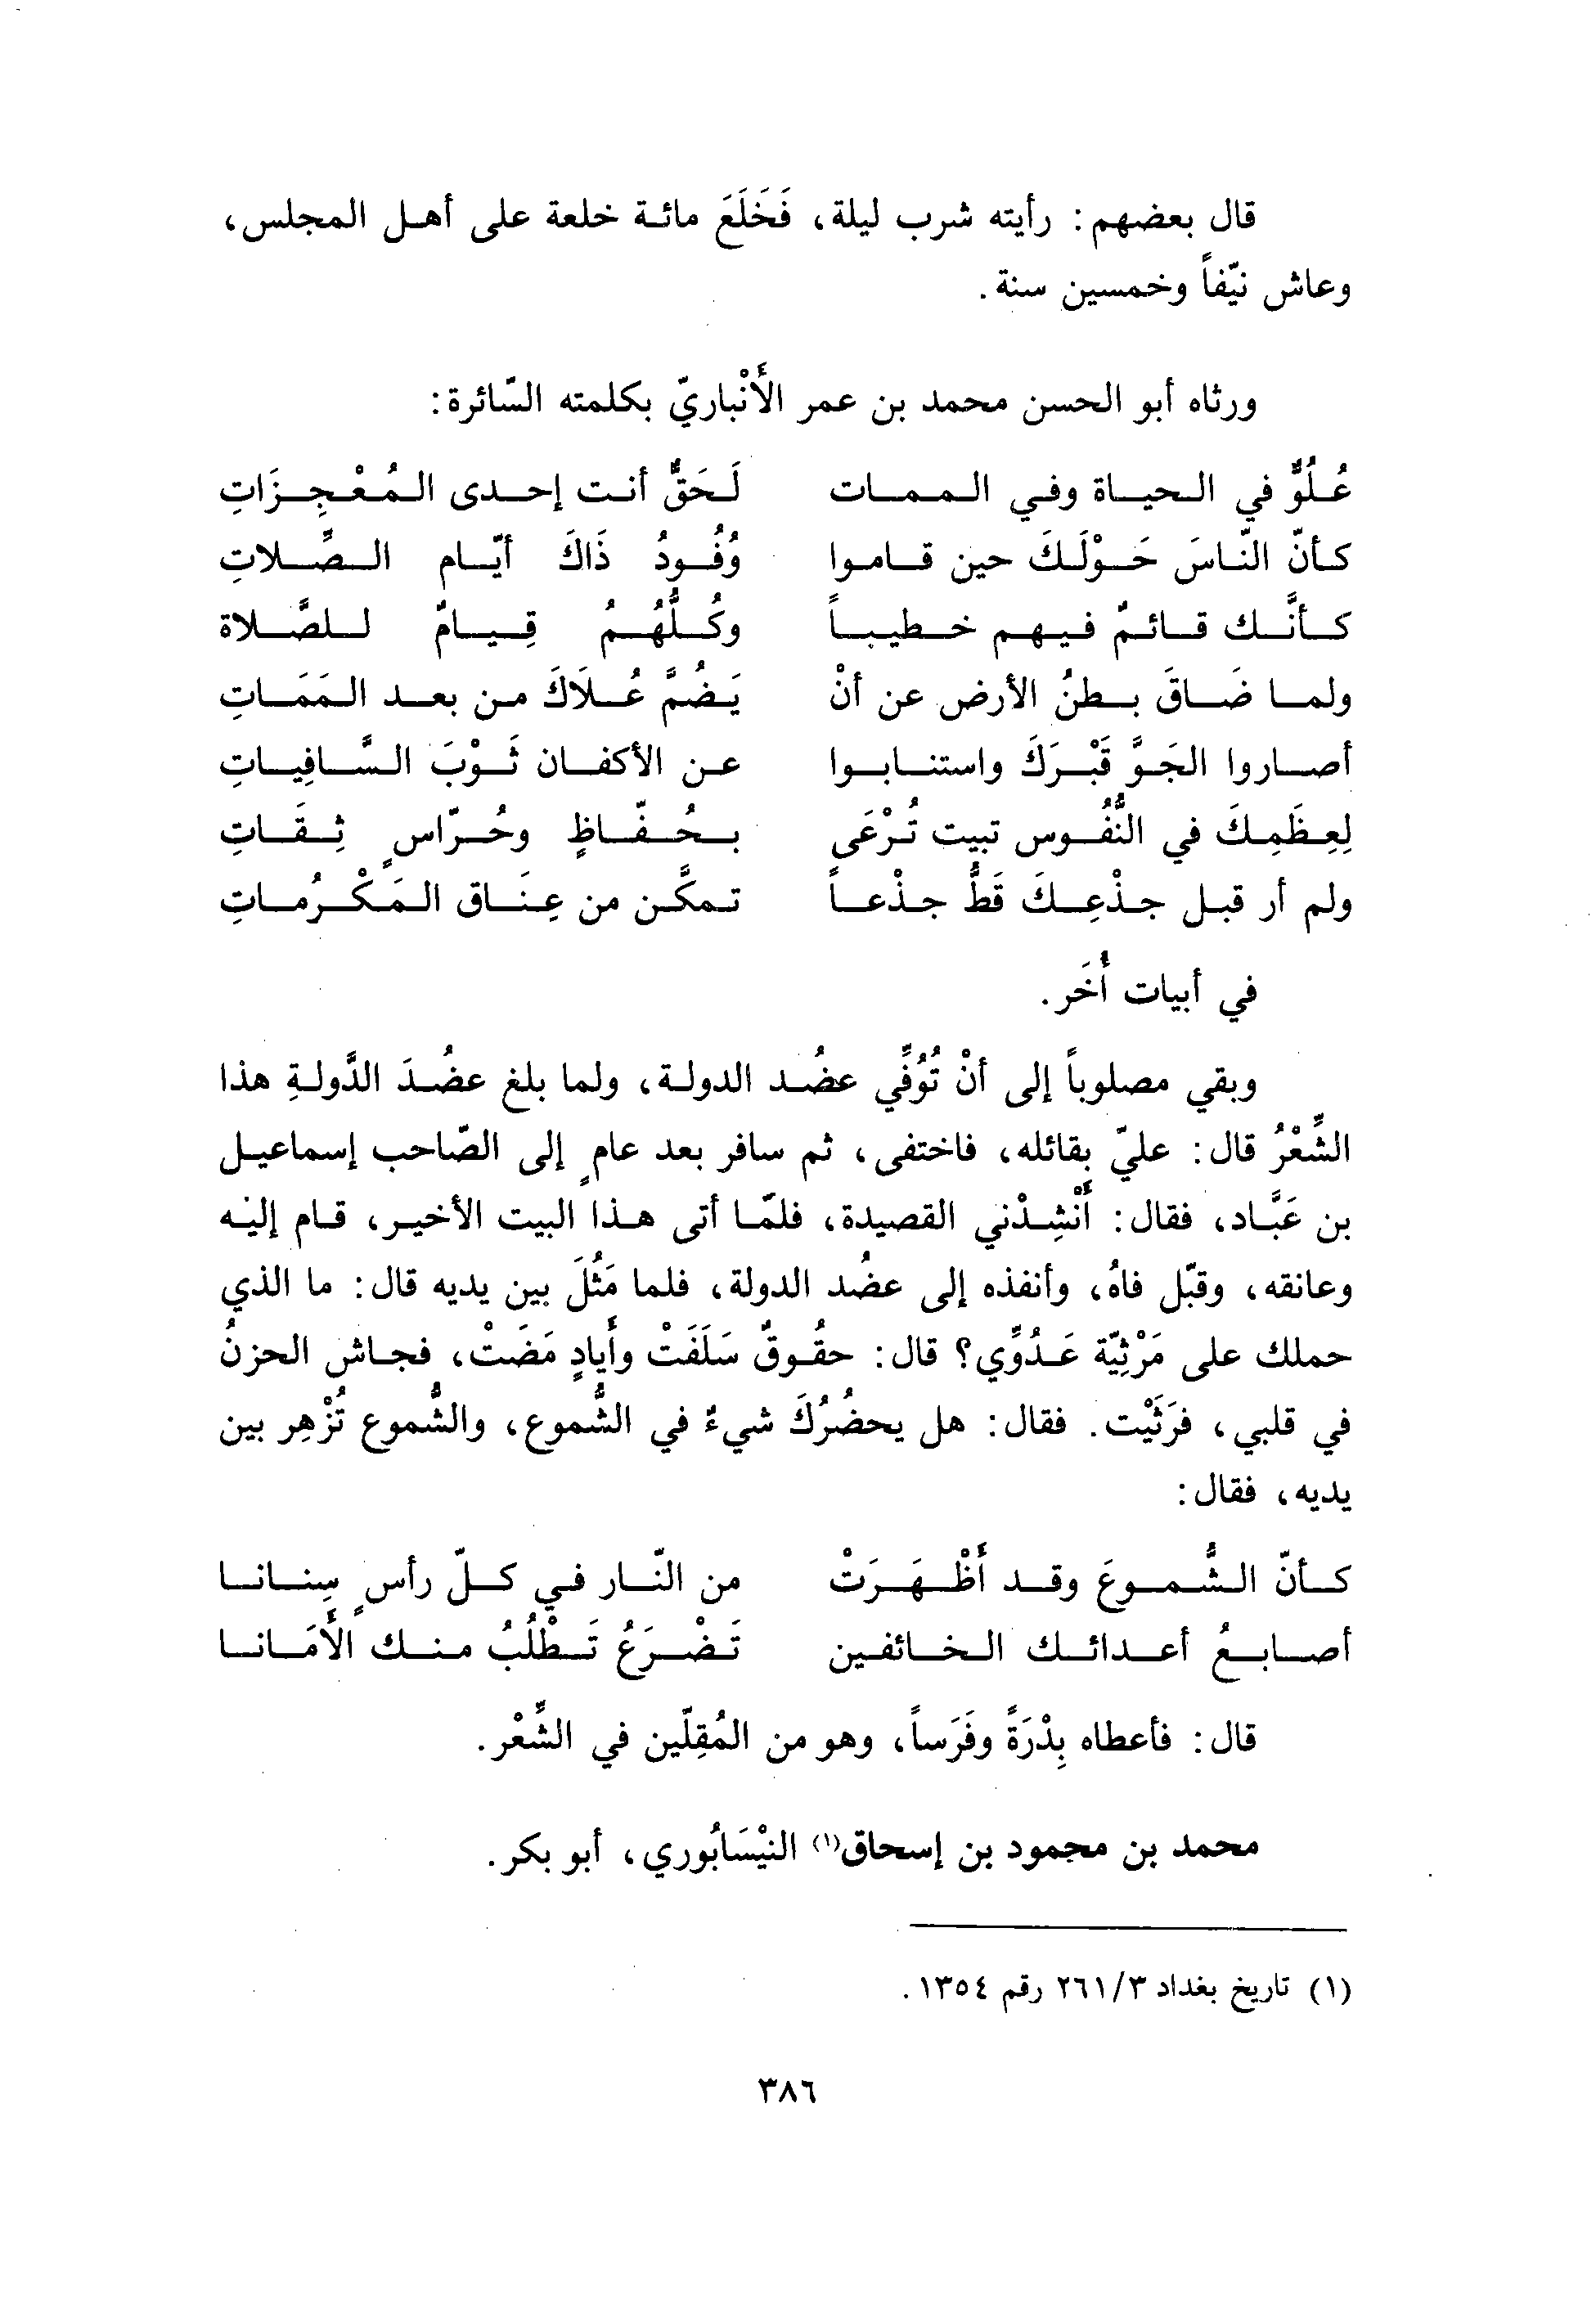 قال بعضهم: رأيته شرب ليلة، فَخَلَعَ مائة خلعة على أهل المجلس،
وعاش نيّفاً وخمسين سنة.
ورثاه أبو الحسن محمد بن عمر الأَنْباريّ بكلمته السّائرة:
عُلُوٌّ في الحياة وفي الممات لَحَقٌّ أنت إحدى المُعْجِزَاتِ
كأنّ النّاسَ حَوْلَكَ حين قاموا وُفُودُ ذَاكَ أيّام الصِّلاتِ
كأنَّك قائمٌ فيهم خطيباً وكُلُّهُمُ قِيامٌ للصَّلاة
ولما ضَاقَ بطنُ الأرض عن أنْ يَضُمَّ عُلَاكَ من بعد المَمَاتِ
أصاروا الجَوَّ قَبْرَكَ واستنابوا عن الأكفان ثَوْبَ السَّافِياتِ
لِعِظَمِكَ في النُّفُوس تبيت تُرْعَى بحُفّاظٍ وحُرّاسٍ ثِقَاتِ
ولم أر قبل جذْعِكَ قَطُّ جذْعاً تمكَّن من عِنَاق المَكْرُماتِ
في أبيات أُخَر.
وبقي مصلوباً إلى أنْ تُوُفِّي عضُد الدولة، ولما بلغ عضُدَ الدَّولةِ هذا
الشِّعْرُ قال: عليّ بقائله، فاختفى، ثم سافر بعد عامٍ إلى الصّاحب إسماعيل
بن عَبَّاد، فقال: أَنْشِدْني القصيدة، فلمّا أتى هذا البيت الأخير، قام إليْه
وعانقه، وقبّل فاهُ، وأنفذه إلى عضُد الدولة، فلما مَثُلَ بين يديه قال: ما الذي
حملك على مَرْثِيّة عَدُوِّي؟ قال: حقُوقٌ سَلَفَتْ وأَيادٍ مَضَتْ، فجاش الحزنُ
في قلبي، فرَثَيْت. فقال: هل يحضُرُكَ شيءٌ في الشُّموع، والشُّموع تُزْهِر بين
يديه، فقال:
كأنّ الشُّموعَ وقد أَظْهَرَتْ من النّار في كلّ رأسٍ سِنانا
أصابعُ أعدائك الخائفين تَضْرَعُ تَطْلُبُ منك الأَمَانا
قال: فأعطاه بِدْرَةً وفَرَساً، وهو من المُقِلّين في الشِّعْر.
محمد بن محمود بن إسحاق(١) النيْسَابُوري، أبو بكر.
(١) تاريخ بغداد ٢٦١/٣ رقم ١٣٥٤.
٣٨٦